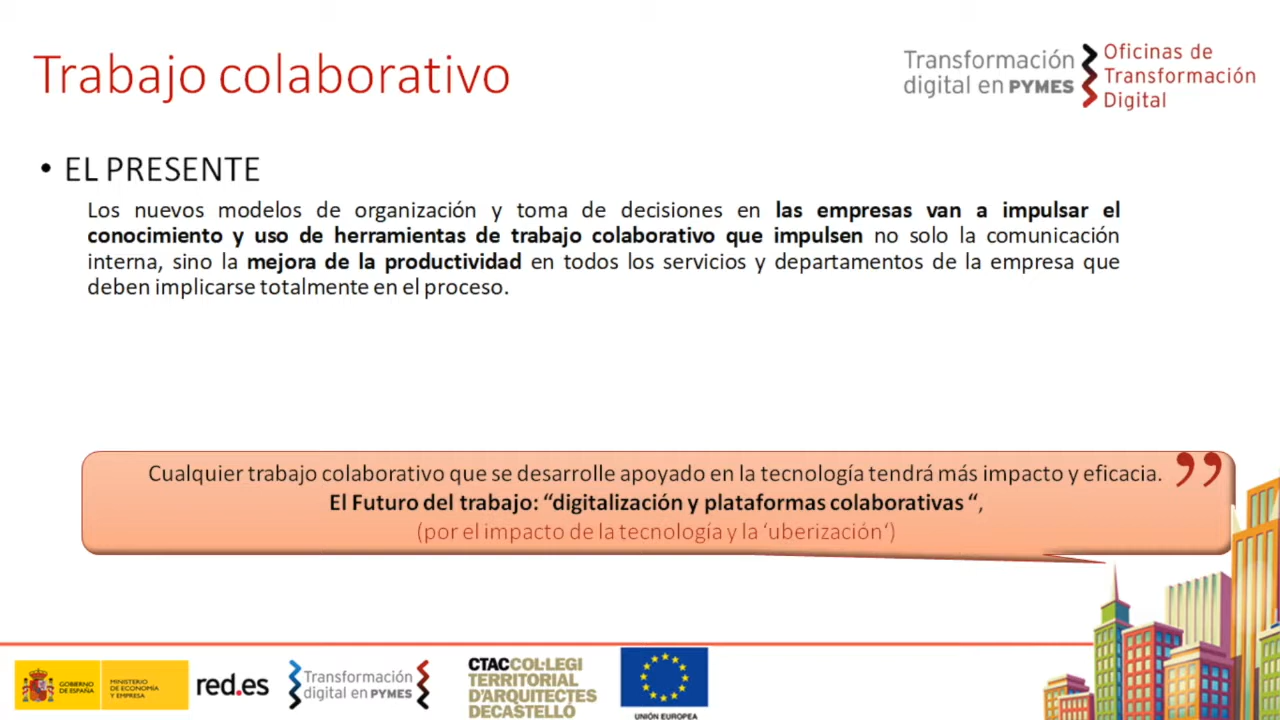 Trabajo colaborativo
Transformación
digital en PYMES
Oficinas de
Transformación
Digital
• EL PRESENTE
Los nuevos modelos de organización y toma de decisiones en las empresas van a impulsar el
conocimiento y uso de herramientas de trabajo colaborativo que impulsen no solo la comunicación
interna, sino la mejora de la productividad en todos los servicios y departamentos de la empresa que
deben implicarse totalmente en el proceso.
Cualquier trabajo colaborativo que se desarrolle apoyado en la tecnología tendrá más impacto y eficacia. ”
El Futuro del trabajo: “digitalización y plataformas colaborativas “,
(por el impacto de la tecnología y la ‘uberización‘)
GOBIERNO
DE ESPAÑA
MINISTERIO
DE ECONOMÍA
Y EMPRESA
red.es
Transformación
digital en PYMES
CTAC COL·LEGI
TERRITORIAL
D'ARQUITECTES
DE CASTELLÓ
UNIÓN EUROPEA